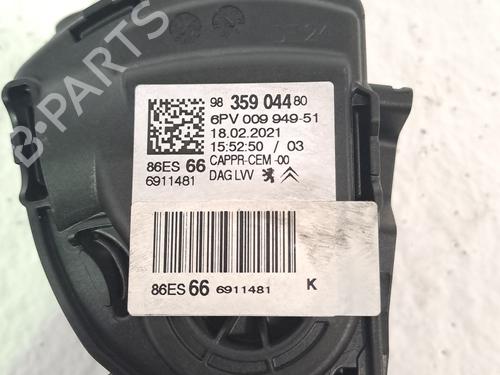 98 359 044 80
6PV 009 949-51
18.02.2021
15:52:50 / 03
86ES 66
CAPPR-CEM -00
6911481
DAG LVV
86ES 66 6911481 K
B-PARTS